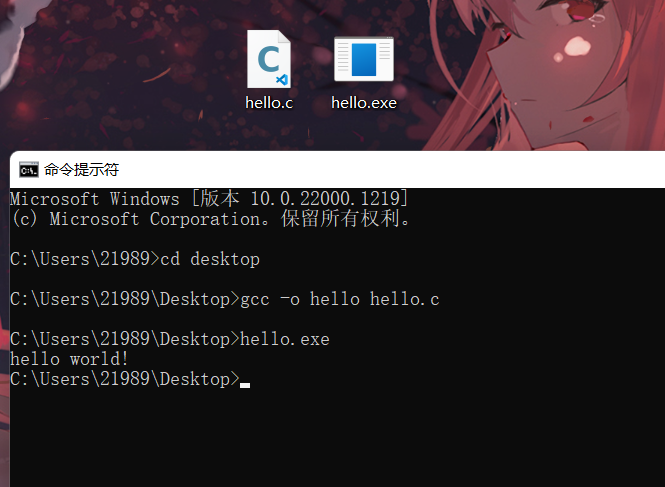 C
hello.c
hello.exe
C:\.
命令提示符
Microsoft Windows [版本 10.0.22000.1219]
(c) Microsoft Corporation。保留所有权利。
C:\Users\21989>cd desktop
C:\Users\21989\Desktop>gcc -o hello hello.c
C:\Users\21989\Desktop>hello.exe
hello world!
C:\Users\21989\Desktop>